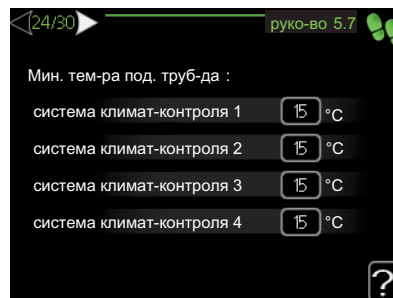 24/30
руко-во 5.7
Мин. тем-ра под. труб-да :
система климат-контроля 1 15 °C
система климат-контроля 2 15 °C
система климат-контроля 3 15 °C
система климат-контроля 4 15 °C
?